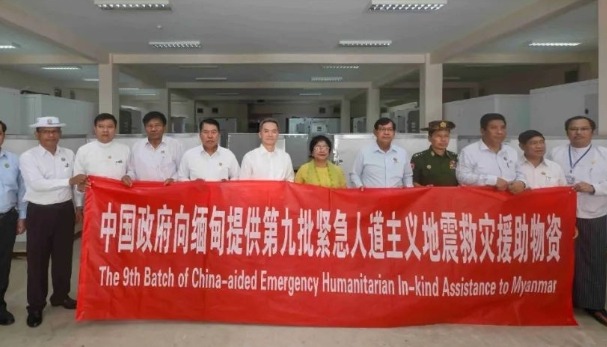 中国政府向缅甸提供第九批紧急人道主义地震救灾援助物资
The 9th Batch of China-aided Emergency Humanitarian In-kind Assistance to Myanmar